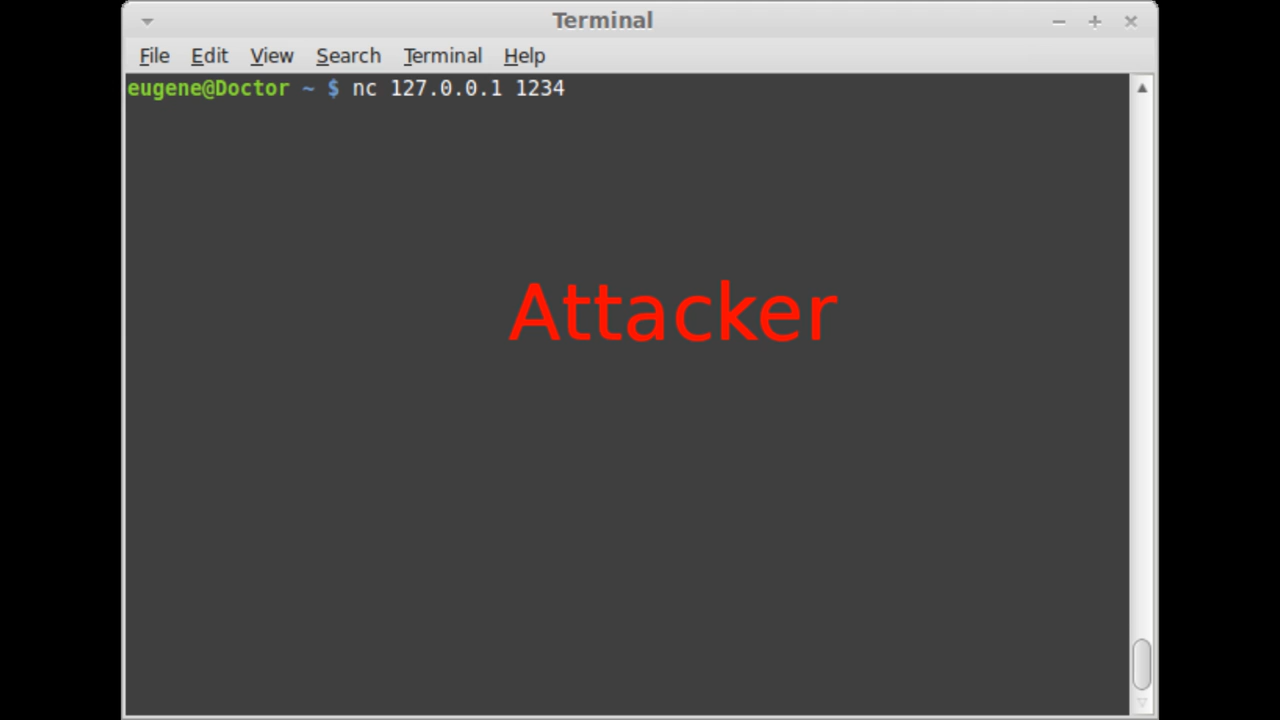 Terminal
File Edit View Search Terminal Help
eugene@Doctor ~ $ nc 127.0.0.1 1234
Attacker